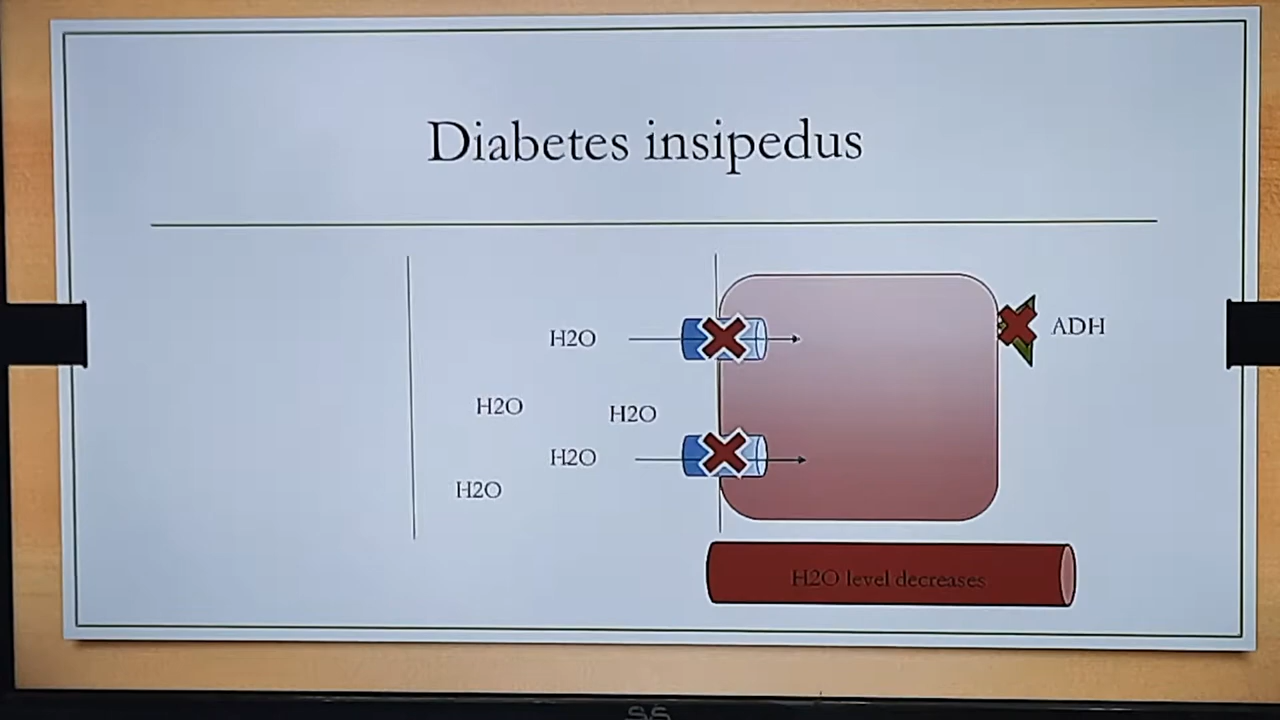 Diabetes insipedus
H2O
ADH
H2O
H2O
H2O
H2O
H2O level decreases